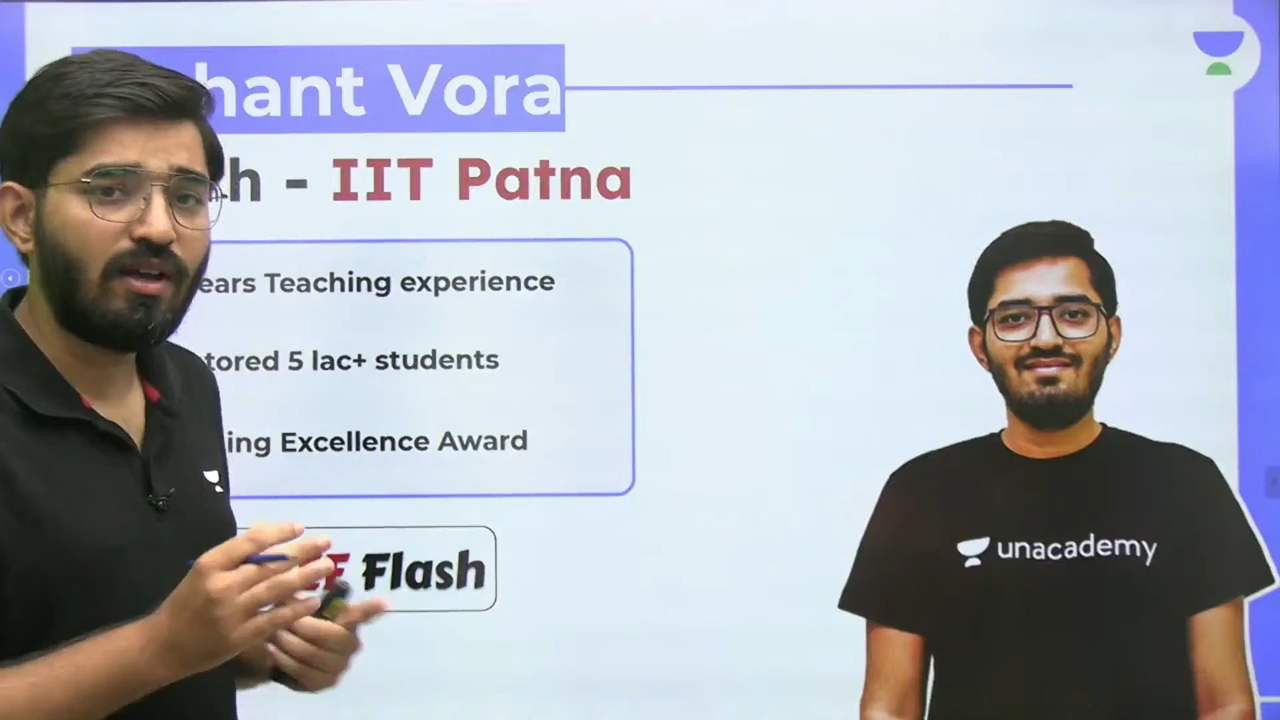 hant Vora
h - IIT Patna
ears Teaching experience
tored 5 lac+ students
ing Excellence Award
Flash
unacademy